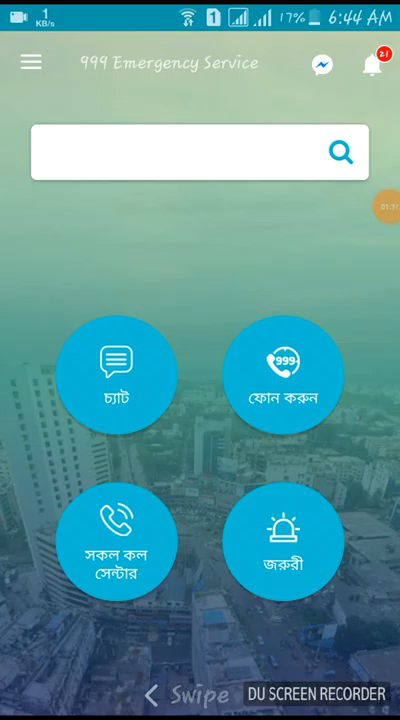 1
KB/s
1
17%
6:44 AM
999 Emergency Service
21
চ্যাট
999
ফোন করুন
সকল কল
সেন্টার
জরুরী
Swipe
DU SCREEN RECORDER